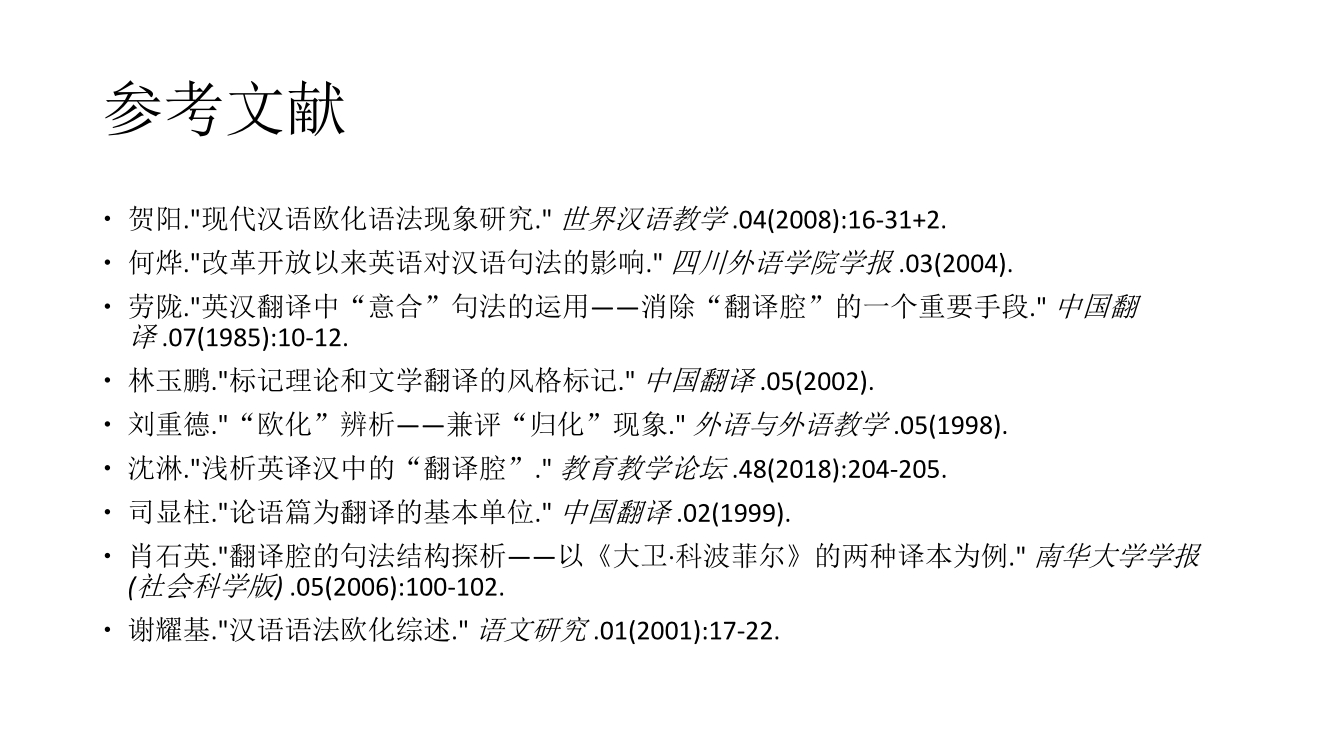 参考文献
• 贺阳."现代汉语欧化语法现象研究." 世界汉语教学 .04(2008):16-31+2.
• 何烨."改革开放以来英语对汉语句法的影响." 四川外语学院学报 .03(2004).
• 劳陇."英汉翻译中“意合”句法的运用——消除“翻译腔”的一个重要手段." 中国翻
译 .07(1985):10-12.
• 林玉鹏."标记理论和文学翻译的风格标记." 中国翻译 .05(2002).
• 刘重德."“欧化”辨析——兼评“归化”现象." 外语与外语教学 .05(1998).
• 沈淋."浅析英译汉中的“翻译腔”." 教育教学论坛 .48(2018):204-205.
• 司显柱."论语篇为翻译的基本单位." 中国翻译 .02(1999).
• 肖石英."翻译腔的句法结构探析——以《大卫·科波菲尔》的两种译本为例." 南华大学学报
(社会科学版) .05(2006):100-102.
• 谢耀基."汉语语法欧化综述." 语文研究 .01(2001):17-22.